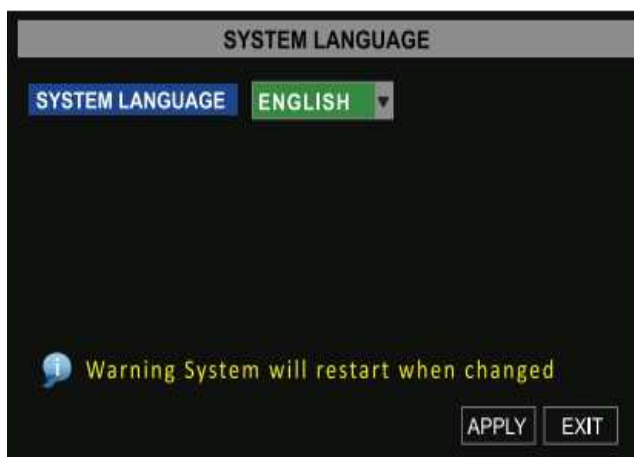 SYSTEM LANGUAGE
SYSTEM LANGUAGE ENGLISH
Warning System will restart when changed
APPLY EXIT